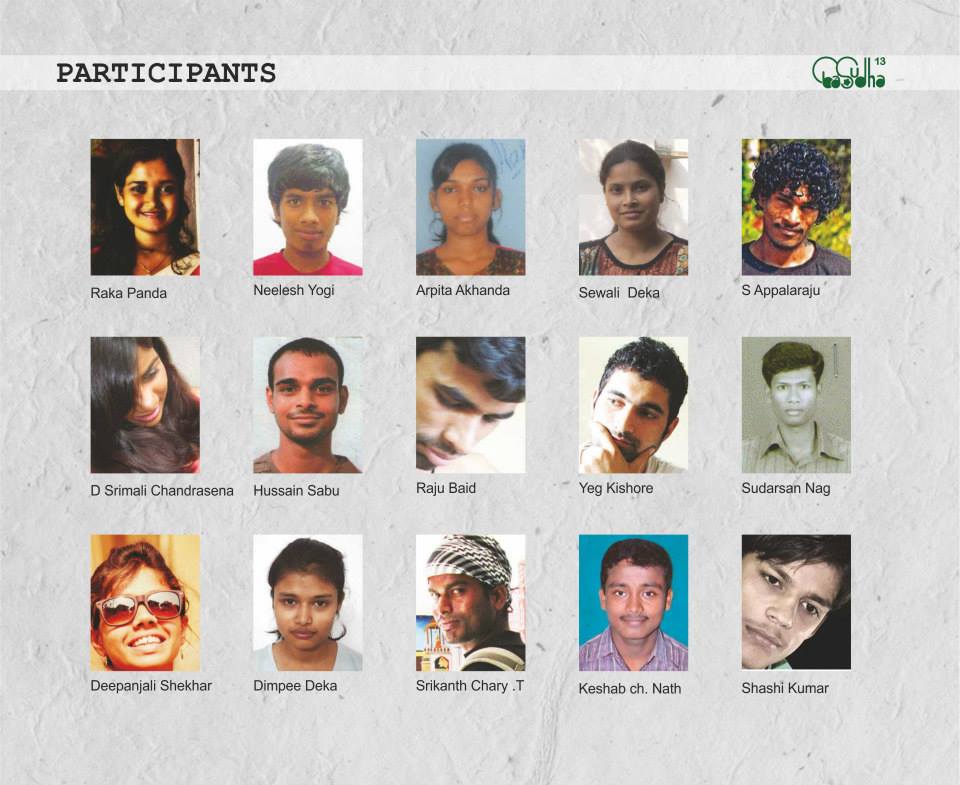 PARTICIPANTS
Basudha 13
Raka Panda
Neelesh Yogi
Arpita Akhanda
Sewali Deka
S Appalaraju
D Srimali Chandrasena
Hussain Sabu
Raju Baid
Yeg Kishore
Sudarsan Nag
Deepanjali Shekhar
Dimpee Deka
Srikanth Chary .T
Keshab ch. Nath
Shashi Kumar